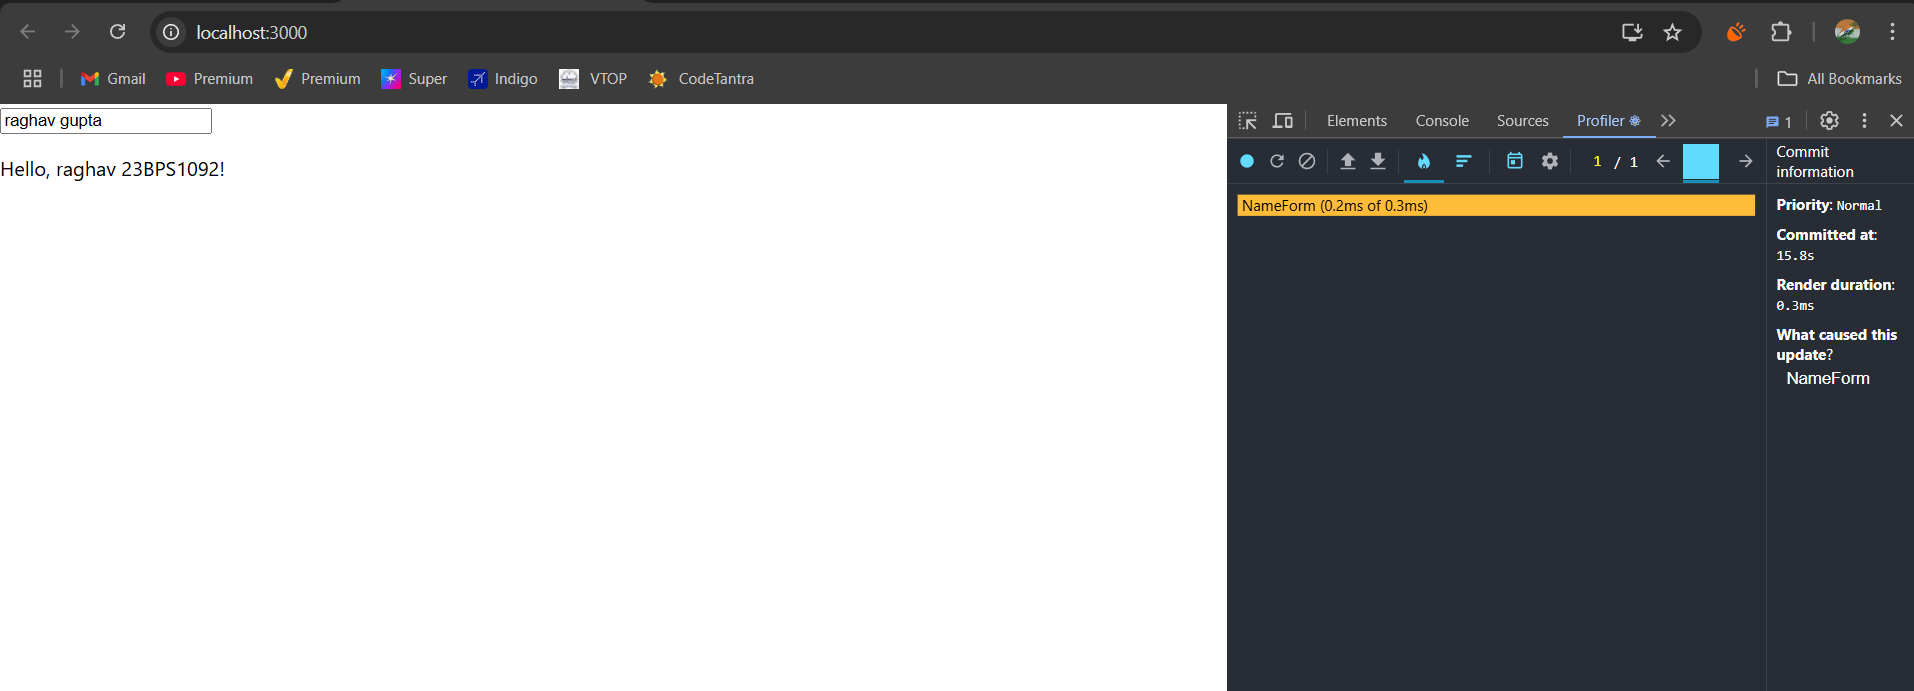 localhost:3000
Gmail Premium Premium Super Indigo VTOP CodeTantra All Bookmarks
raghav gupta
Hello, raghav 23BPS1092!
Elements Console Sources Profiler 1
1 / 1
NameForm (0.2ms of 0.3ms)
Commit
information
Priority: Normal
Committed at:
15.8s
Render duration:
0.3ms
What caused this
update?
NameForm